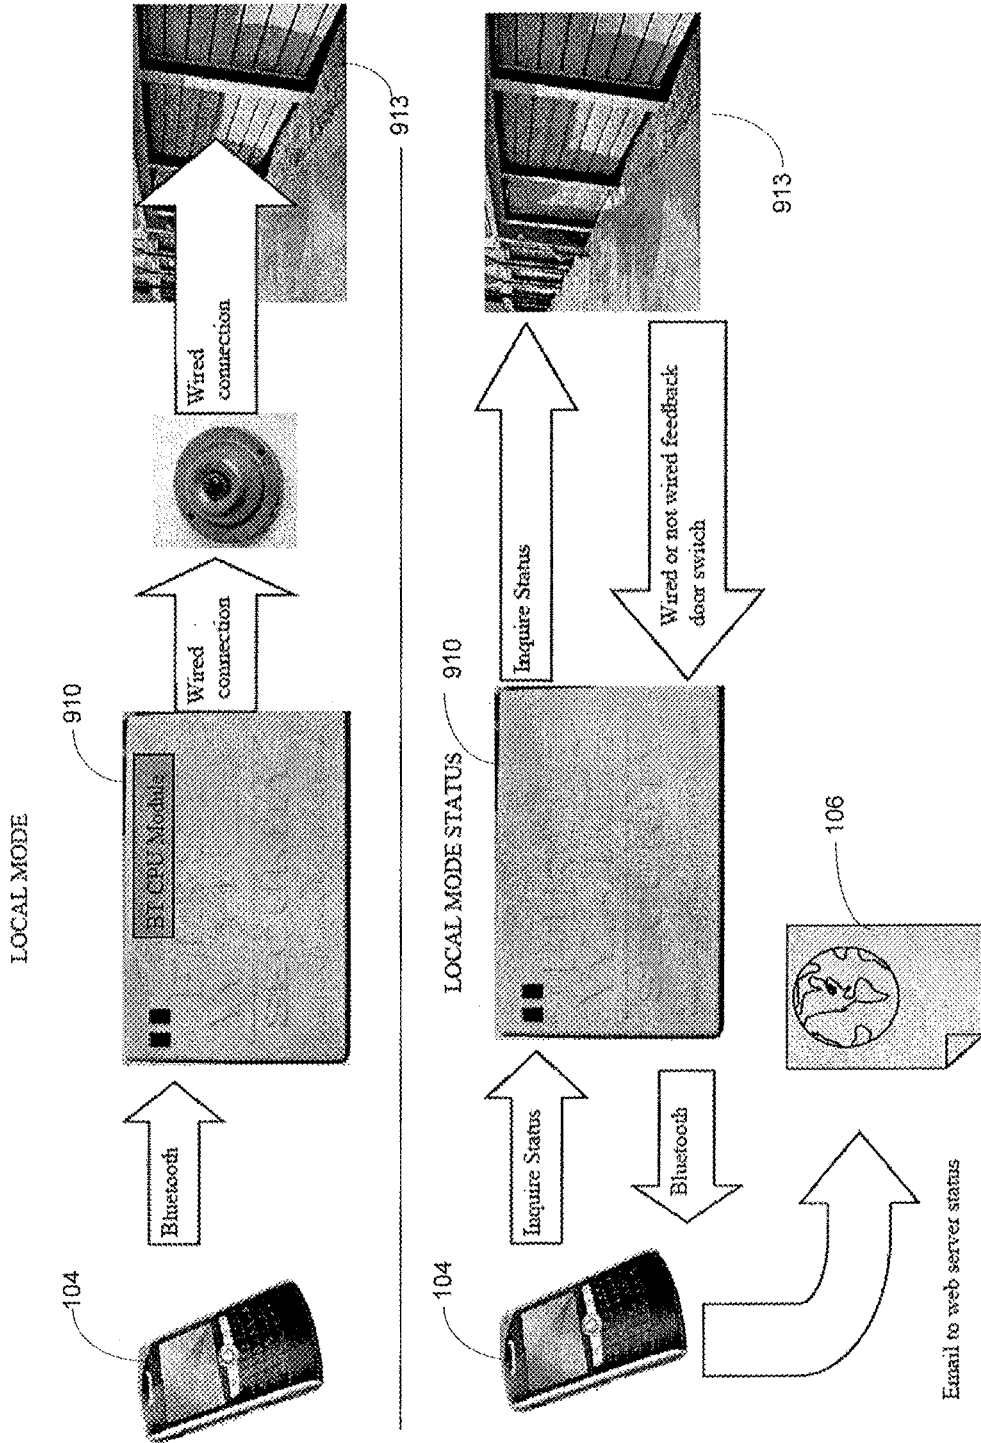 LOCAL MODE
104
Bluetooth
910
BT CPU Module
Wired
connection
Wired
connection
913
LOCAL MODE STATUS
104
Inquire Status
910
Inquire Status
Bluetooth
Wired or not wired feedback
door switch
913
106
Email to web server status